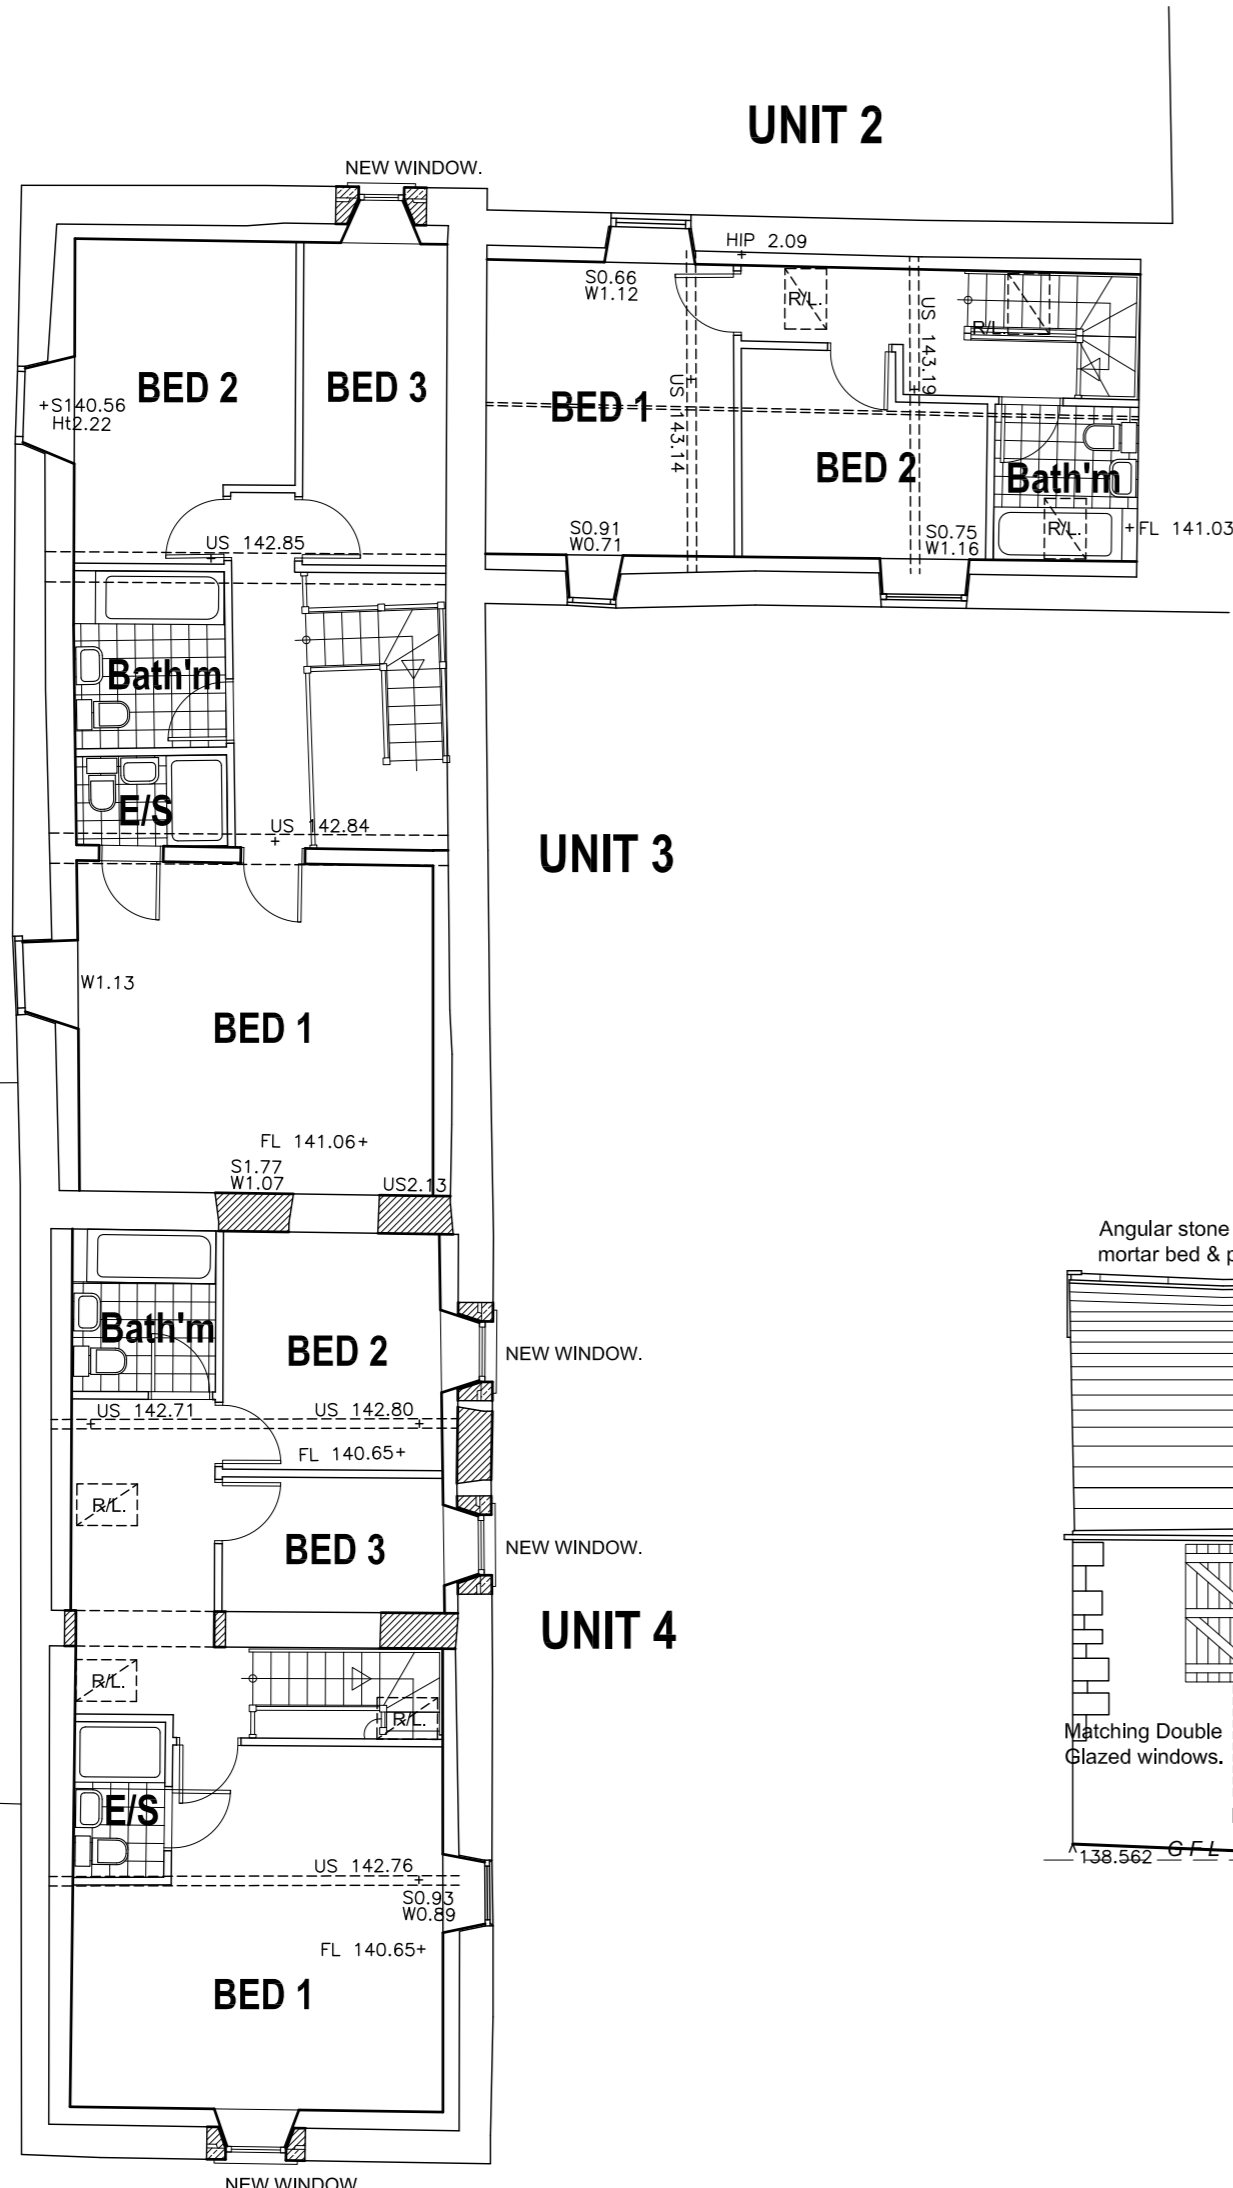 UNIT 2
NEW WINDOW.
HIP 2.09
S0.66
W1.12
R/L.
US 143.19
R/L.
BED 2
BED 3
+S140.56
Ht2.22
BED 1
US 143.14
BED 2
Bath'm
S0.91
W0.71
S0.75
W1.16
R/L.
+FL 141.03
US 142.85
Bath'm
E/S
US 142.84
UNIT 3
W1.13
BED 1
FL 141.06+
S1.77
W1.07
US2.13
Angular stone
mortar bed & p
Bath'm
BED 2
NEW WINDOW.
US 142.71
US 142.80
FL 140.65+
R/L.
BED 3
NEW WINDOW.
UNIT 4
R/L.
R/L.
Matching Double
Glazed windows.
E/S
138.562
GFL
US 142.76
S0.93
W0.89
FL 140.65+
BED 1
NEW WINDOW